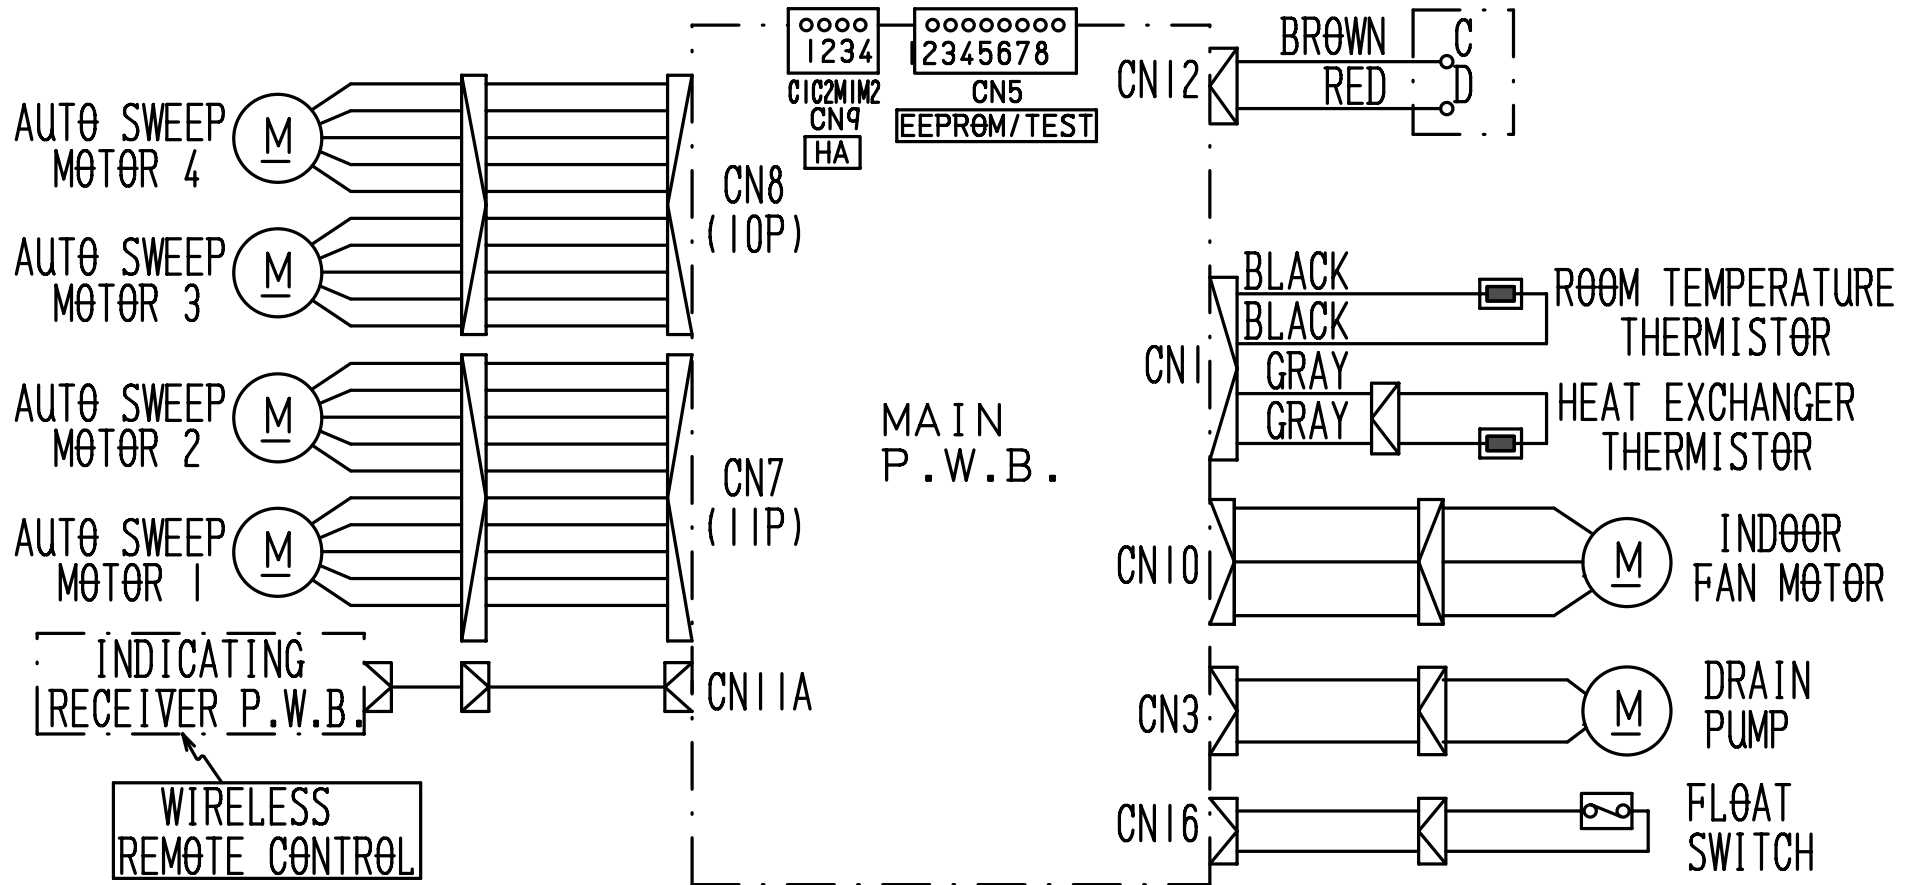 AUTO SWEEP
MOTOR 4
M
AUTO SWEEP
MOTOR 3
M
CN8
(10P)
AUTO SWEEP
MOTOR 2
M
AUTO SWEEP
MOTOR 1
M
CN7
(11P)
INDICATING
RECEIVER P.W.B.
CN11A
WIRELESS
REMOTE CONTROL
1234
C1C2M1M2
CN9
HA
12345678
CN5
EEPROM/TEST
MAIN
P.W.B.
CN12
BROWN
RED
C
D
CN1
BLACK
BLACK
GRAY
GRAY
ROOM TEMPERATURE
THERMISTOR
HEAT EXCHANGER
THERMISTOR
CN10
M
INDOOR
FAN MOTOR
CN3
M
DRAIN
PUMP
CN16
FLOAT
SWITCH